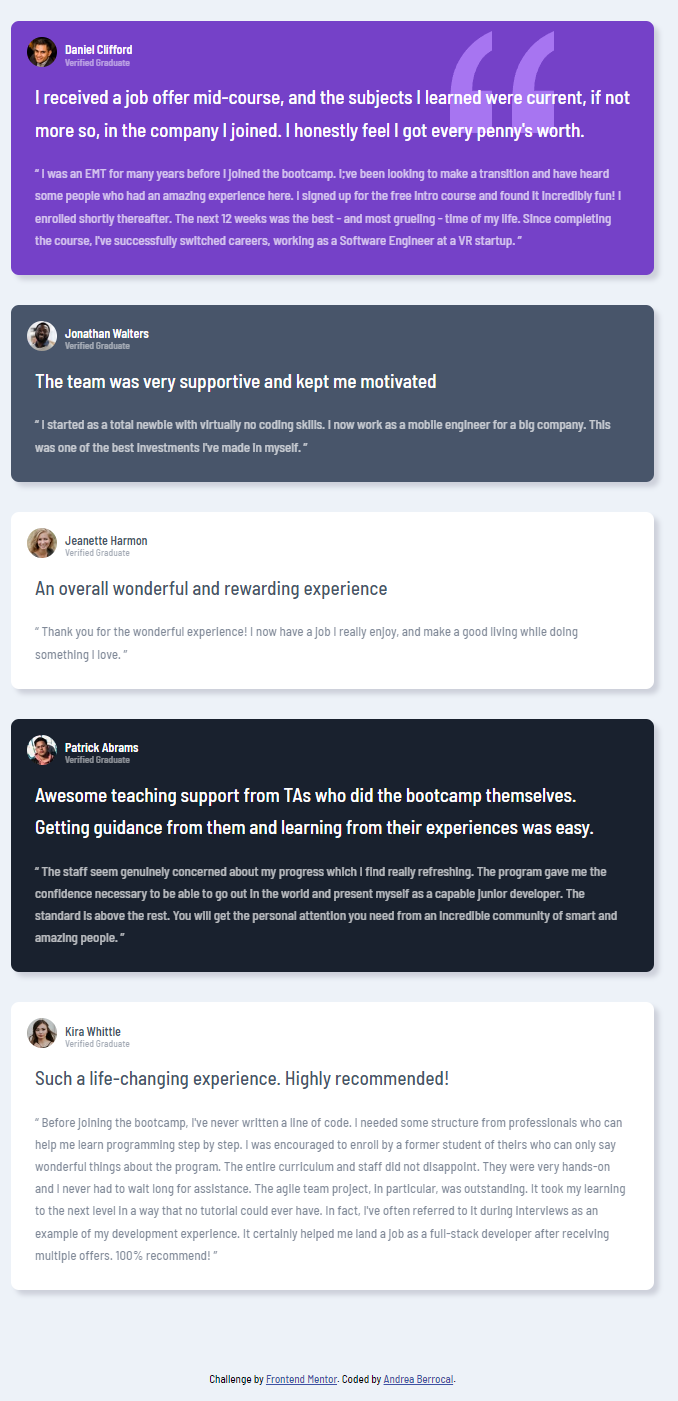 Daniel Clifford
Verified Graduate
I received a job offer mid-course, and the subjects I learned were current, if not
more so, in the company I joined. I honestly feel I got every penny's worth.
“ I was an EMT for many years before I joined the bootcamp. I;ve been looking to make a transition and have heard
some people who had an amazing experience here. I signed up for the free intro course and found it incredibly fun! I
enrolled shortly thereafter. The next 12 weeks was the best - and most grueling - time of my life. Since completing
the course, I've successfully switched careers, working as a Software Engineer at a VR startup. ”
Jonathan Walters
Verified Graduate
The team was very supportive and kept me motivated
“ I started as a total newbie with virtually no coding skills. I now work as a mobile engineer for a big company. This
was one of the best investments I've made in myself. ”
Jeanette Harmon
Verified Graduate
An overall wonderful and rewarding experience
“ Thank you for the wonderful experience! I now have a job I really enjoy, and make a good living while doing
something I love. ”
Patrick Abrams
Verified Graduate
Awesome teaching support from TAs who did the bootcamp themselves.
Getting guidance from them and learning from their experiences was easy.
“ The staff seem genuinely concerned about my progress which I find really refreshing. The program gave me the
confidence necessary to be able to go out in the world and present myself as a capable junior developer. The
standard is above the rest. You will get the personal attention you need from an incredible community of smart and
amazing people. ”
Kira Whittle
Verified Graduate
Such a life-changing experience. Highly recommended!
“ Before joining the bootcamp, I've never written a line of code. I needed some structure from professionals who can
help me learn programming step by step. I was encouraged to enroll by a former student of theirs who can only say
wonderful things about the program. The entire curriculum and staff did not disappoint. They were very hands-on
and I never had to wait long for assistance. The agile team project, in particular, was outstanding. It took my learning
to the next level in a way that no tutorial could ever have. In fact, I've often referred to it during interviews as an
example of my development experience. It certainly helped me land a job as a full-stack developer after receiving
multiple offers. 100% recommend! ”
Challenge by Frontend Mentor. Coded by Andrea Berrocal.